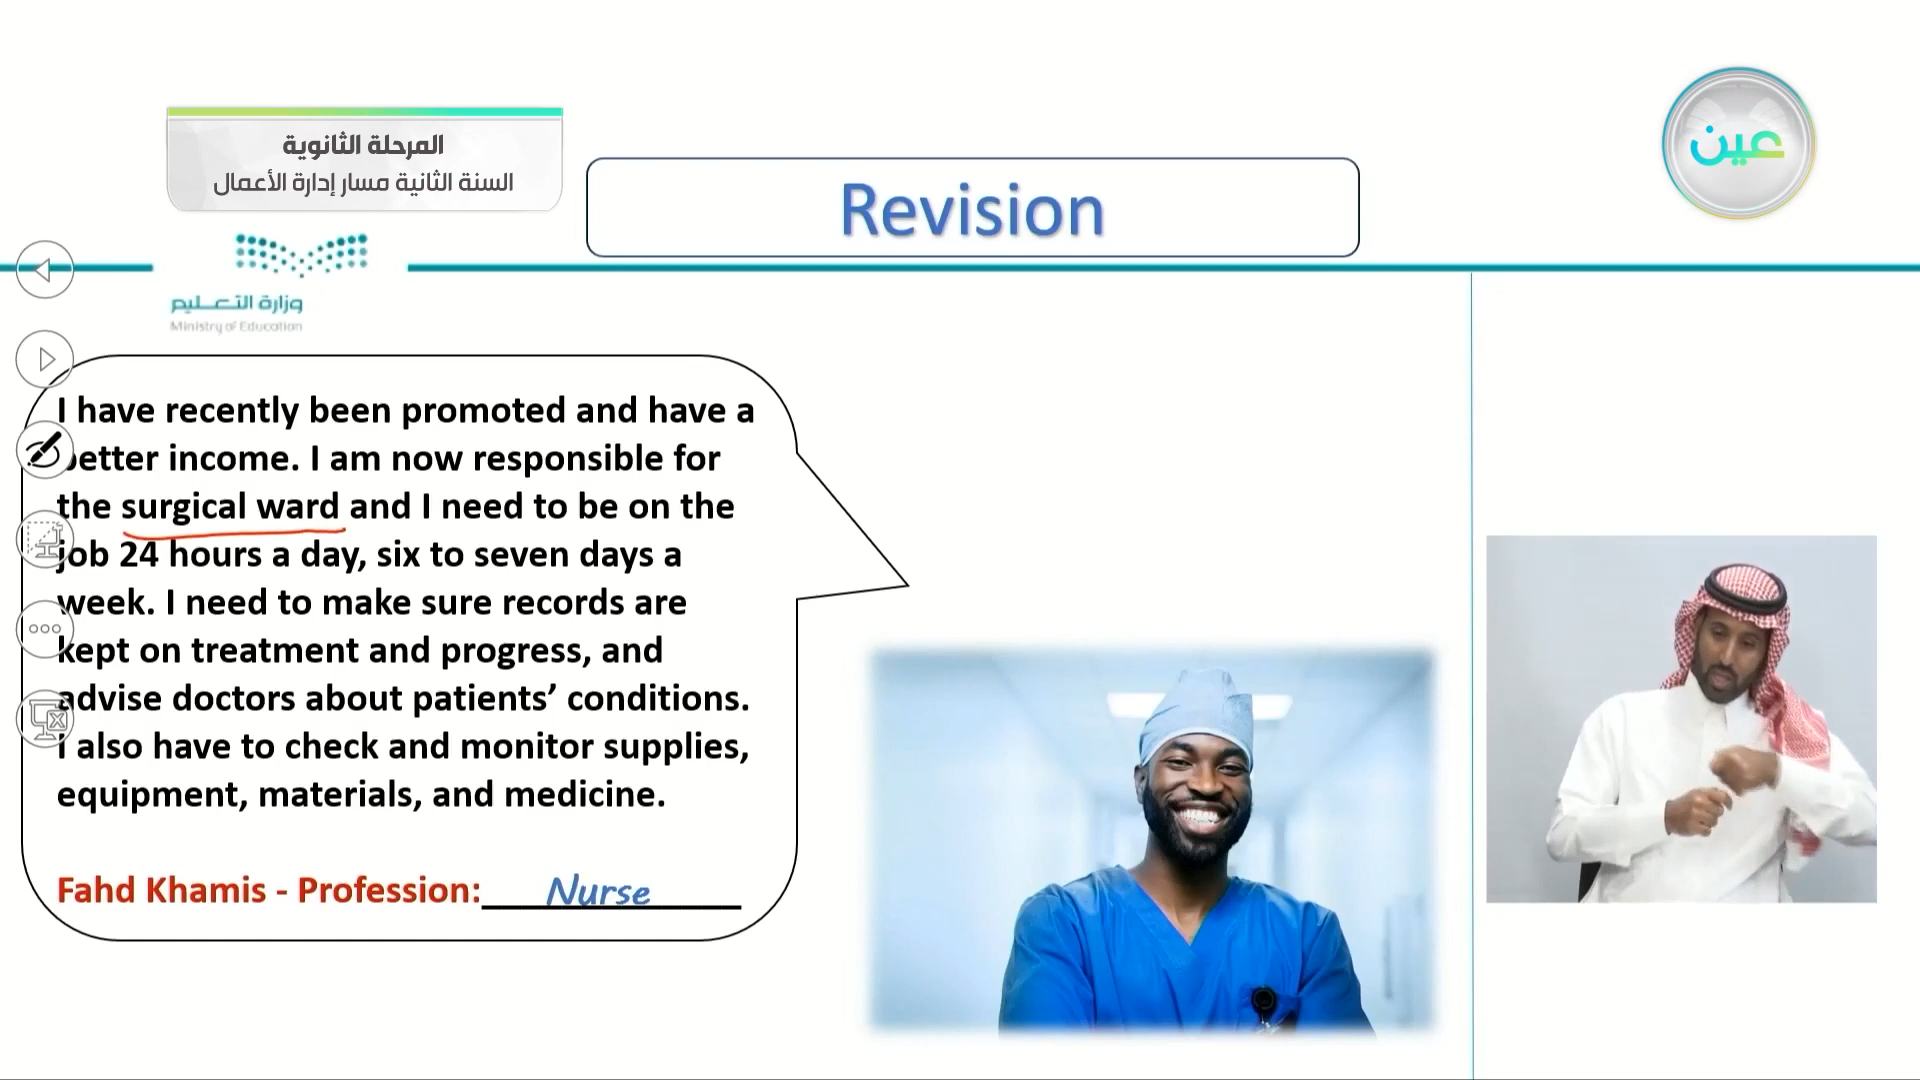 المرحلة الثانوية
السنة الثانية مسار إدارة الأعمال
عين
Revision
وزارة التعليم
Ministry of Education
I have recently been promoted and have a
better income. I am now responsible for
the surgical ward and I need to be on the
job 24 hours a day, six to seven days a
week. I need to make sure records are
kept on treatment and progress, and
advise doctors about patients’ conditions.
I also have to check and monitor supplies,
equipment, materials, and medicine.
Fahd Khamis - Profession: Nurse